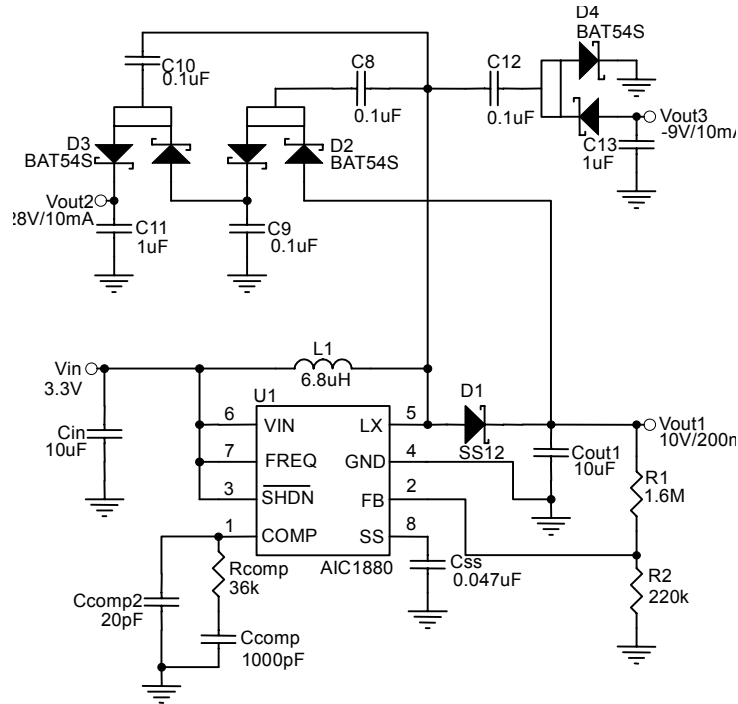 D4
BAT54S
C10
0.1uF
C8
0.1uF
C12
0.1uF
Vout3
-9V/10mA
C13
1uF
D3
BAT54S
D2
BAT54S
Vout2
28V/10mA
C11
1uF
C9
0.1uF
Vin
3.3V
L1
6.8uH
U1
D1
SS12
Vout1
10V/200m
Cin
10uF
6
VIN
LX
5
7
FREQ
GND
4
3
SHDN
FB
2
1
COMP
SS
8
AIC1880
Cout1
10uF
R1
1.6M
Rcomp
36k
Css
0.047uF
R2
220k
Ccomp2
20pF
Ccomp
1000pF